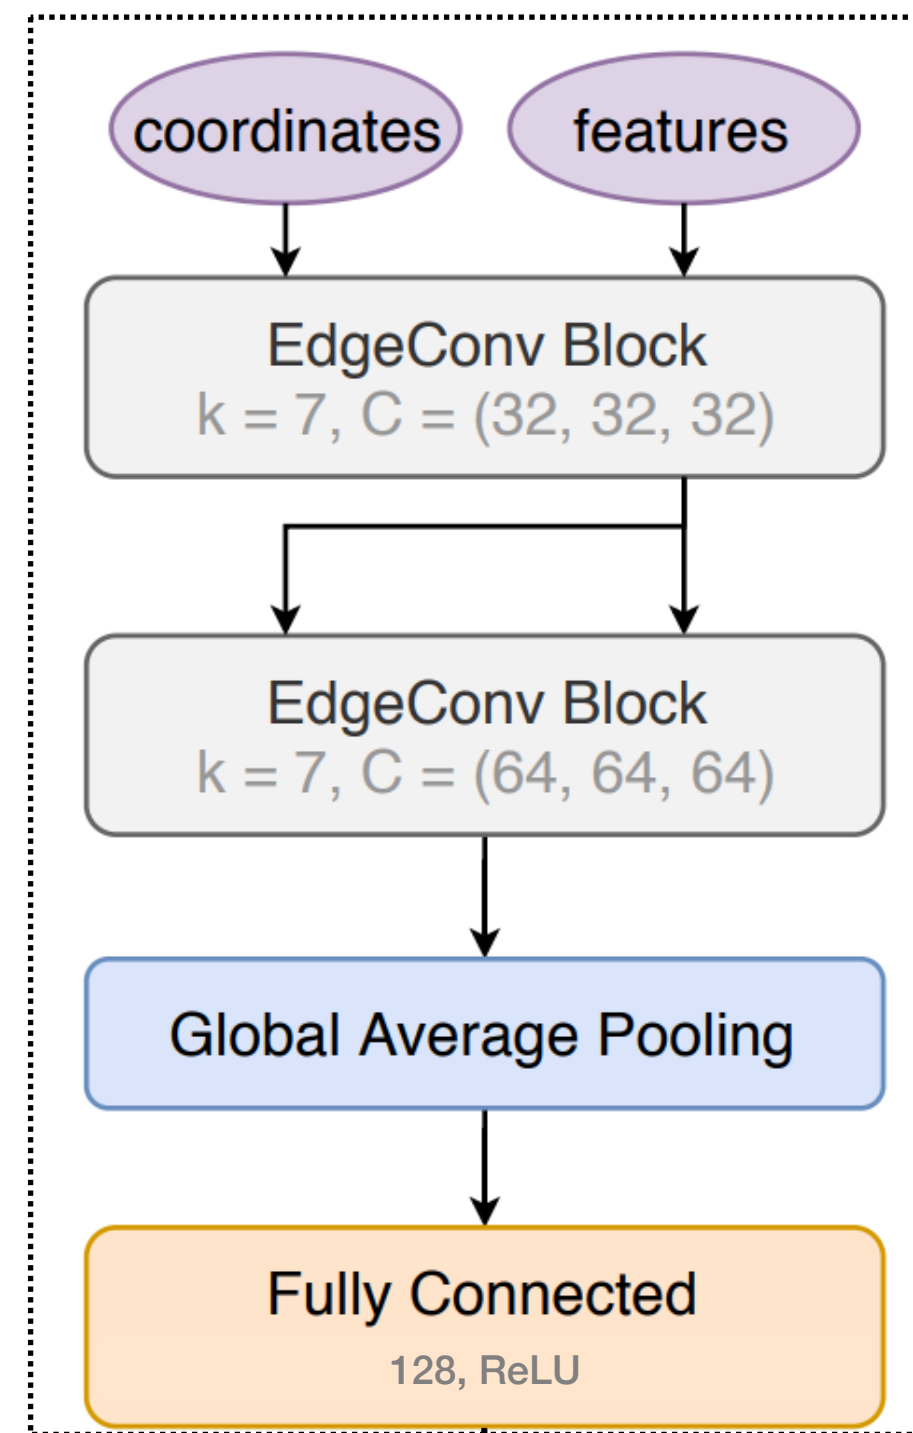 coordinates
features
EdgeConv Block
k = 7, C = (32, 32, 32)
EdgeConv Block
k = 7, C = (64, 64, 64)
Global Average Pooling
Fully Connected
128, ReLU